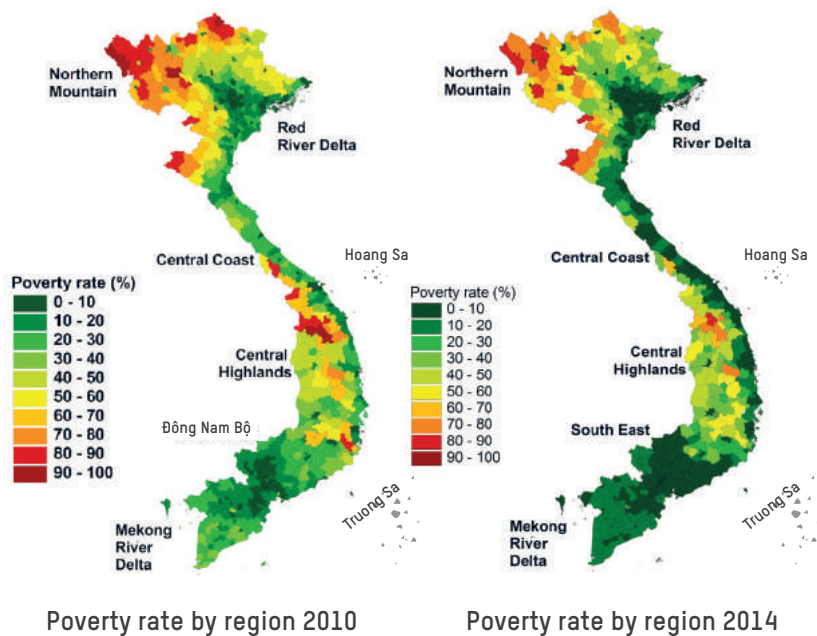 Northern
Mountain
Red
River Delta
Central Coast
Hoang Sa
Poverty rate (%)
0 - 10
10 - 20
20 - 30
30 - 40
40 - 50
50 - 60
60 - 70
70 - 80
80 - 90
90 - 100
Central
Highlands
Đông Nam Bộ
Truong Sa
Mekong
River
Delta
Poverty rate by region 2010
Northern
Mountain
Red
River Delta
Central Coast
Hoang Sa
Poverty rate (%)
0 - 10
10 - 20
20 - 30
30 - 40
40 - 50
50 - 60
60 - 70
70 - 80
80 - 90
90 - 100
Central
Highlands
South East
Truong Sa
Mekong
River
Delta
Poverty rate by region 2014